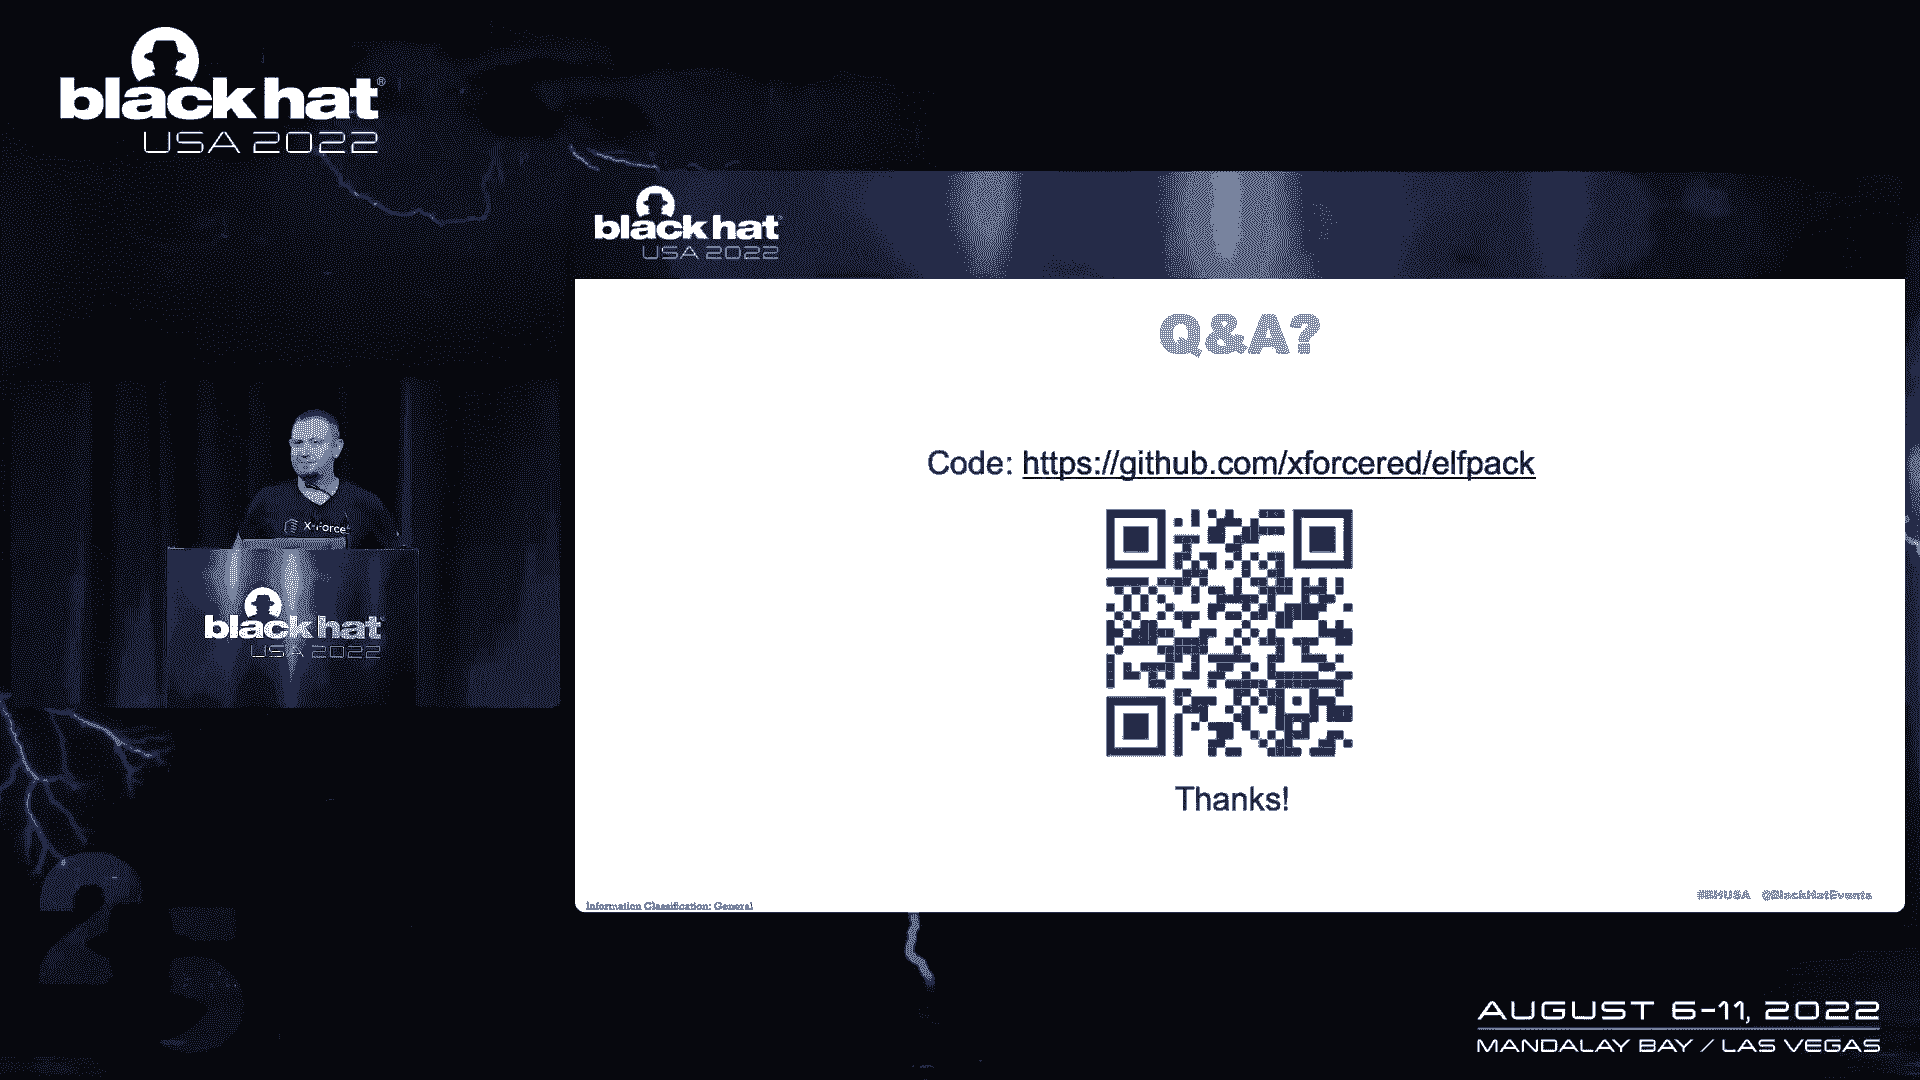 black hat®
USA 2022
black hat
USA 2022
Q&A?
Code: https://github.com/xforcered/elfpack
Thanks!
Information Classification: General
#BHUSA @BlackHatEvents
X-Force
black hat
USA 2022
25
AUGUST 6-11, 2022
MANDALAY BAY / LAS VEGAS